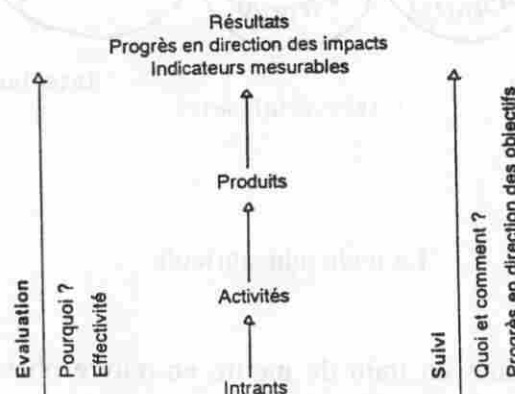 Résultats
Progrès en direction des impacts
Indicateurs mesurables
Produits
Activités
Intrants
Evaluation
Pourquoi ?
Effectivité
Suivi
Quoi et comment ?
Progrès en direction des objectifs